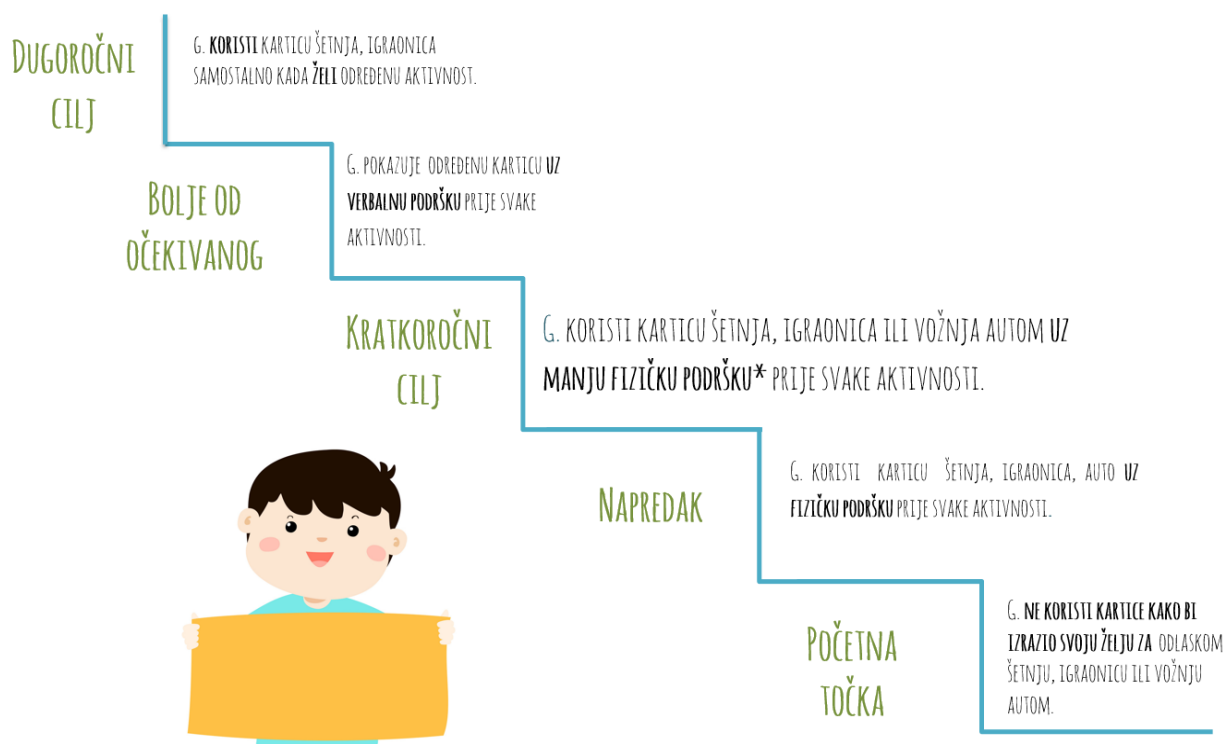 DUGOROČNI
CILJ
G. KORISTI KARTICU ŠETNJA, IGRAONICA
SAMOSTALNO KADA ŽELI ODREĐENU AKTIVNOST.
BOLJE OD
OČEKIVANOG
G. POKAZUJE ODREĐENU KARTICU UZ
VERBALNU PODRŠKU PRIJE SVAKE
AKTIVNOSTI.
KRATKOROČNI
CILJ
G. KORISTI KARTICU ŠETNJA, IGRAONICA ILI VOŽNJA AUTOM UZ
MANJU FIZIČKU PODRŠKU* PRIJE SVAKE AKTIVNOSTI.
NAPREDAK
G. KORISTI KARTICU ŠETNJA, IGRAONICA, AUTO UZ
FIZIČKU PODRŠKU PRIJE SVAKE AKTIVNOSTI.
POČETNA
TOČKA
G. NE KORISTI KARTICE KAKO BI
IZRAZIO SVOJU ŽELJU ZA ODLASKOM
ŠETNJU, IGRAONICU ILI VOŽNJU
AUTOM.